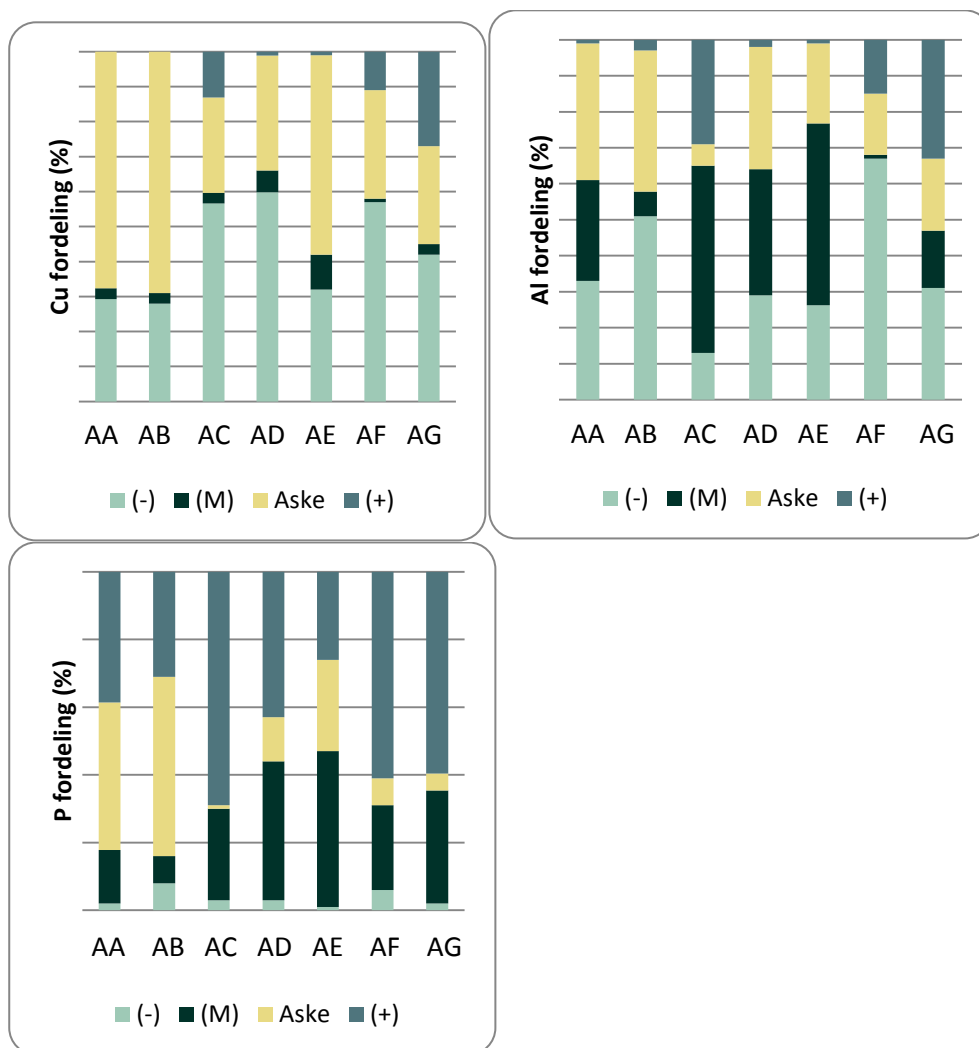 Cu fordeling (%)
AA AB AC AD AE AF AG
(-) (M) Aske (+)
Al fordeling (%)
AA AB AC AD AE AF AG
(-) (M) Aske (+)
P fordeling (%)
AA AB AC AD AE AF AG
(-) (M) Aske (+)